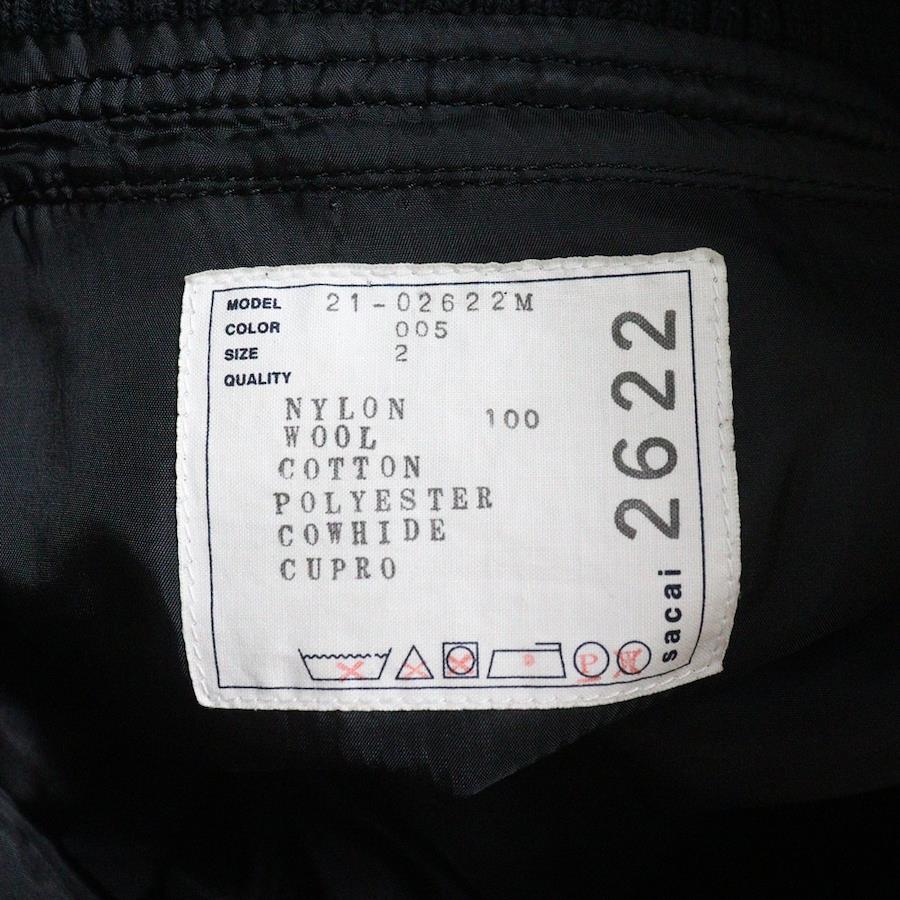 MODEL 21-02622M
COLOR 005
SIZE 2
QUALITY
NYLON 100
WOOL
COTTON
POLYESTER
COWHIDE
CUPRO
P W
sacai 2622